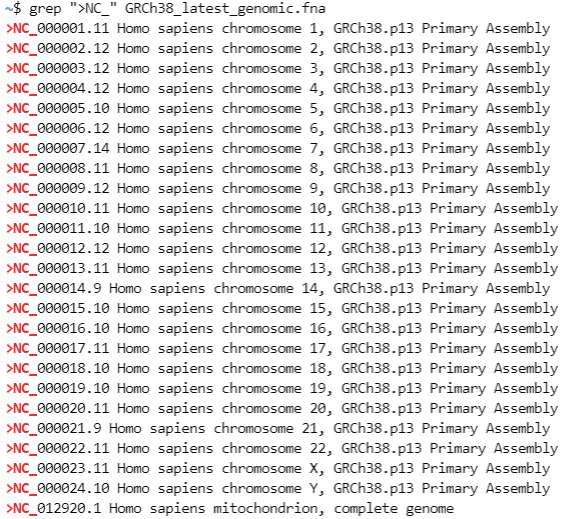 ~$ grep ">NC_" GRCh38_latest_genomic.fna
>NC_000001.11 Homo sapiens chromosome 1, GRCh38.p13 Primary Assembly
>NC_000002.12 Homo sapiens chromosome 2, GRCh38.p13 Primary Assembly
>NC_000003.12 Homo sapiens chromosome 3, GRCh38.p13 Primary Assembly
>NC_000004.12 Homo sapiens chromosome 4, GRCh38.p13 Primary Assembly
>NC_000005.10 Homo sapiens chromosome 5, GRCh38.p13 Primary Assembly
>NC_000006.12 Homo sapiens chromosome 6, GRCh38.p13 Primary Assembly
>NC_000007.14 Homo sapiens chromosome 7, GRCh38.p13 Primary Assembly
>NC_000008.11 Homo sapiens chromosome 8, GRCh38.p13 Primary Assembly
>NC_000009.12 Homo sapiens chromosome 9, GRCh38.p13 Primary Assembly
>NC_000010.11 Homo sapiens chromosome 10, GRCh38.p13 Primary Assembly
>NC_000011.10 Homo sapiens chromosome 11, GRCh38.p13 Primary Assembly
>NC_000012.12 Homo sapiens chromosome 12, GRCh38.p13 Primary Assembly
>NC_000013.11 Homo sapiens chromosome 13, GRCh38.p13 Primary Assembly
>NC_000014.9 Homo sapiens chromosome 14, GRCh38.p13 Primary Assembly
>NC_000015.10 Homo sapiens chromosome 15, GRCh38.p13 Primary Assembly
>NC_000016.10 Homo sapiens chromosome 16, GRCh38.p13 Primary Assembly
>NC_000017.11 Homo sapiens chromosome 17, GRCh38.p13 Primary Assembly
>NC_000018.10 Homo sapiens chromosome 18, GRCh38.p13 Primary Assembly
>NC_000019.10 Homo sapiens chromosome 19, GRCh38.p13 Primary Assembly
>NC_000020.11 Homo sapiens chromosome 20, GRCh38.p13 Primary Assembly
>NC_000021.9 Homo sapiens chromosome 21, GRCh38.p13 Primary Assembly
>NC_000022.11 Homo sapiens chromosome 22, GRCh38.p13 Primary Assembly
>NC_000023.11 Homo sapiens chromosome X, GRCh38.p13 Primary Assembly
>NC_000024.10 Homo sapiens chromosome Y, GRCh38.p13 Primary Assembly
>NC_012920.1 Homo sapiens mitochondrion, complete genome